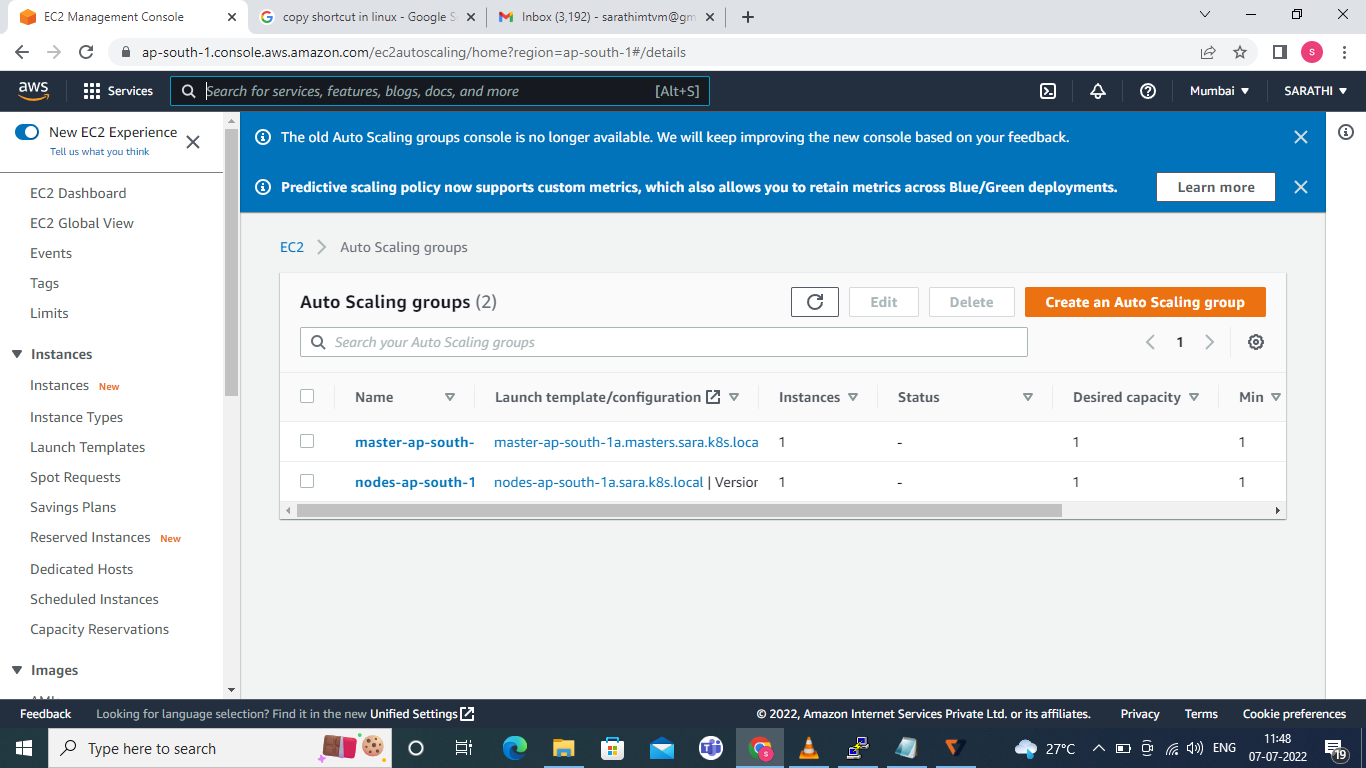 EC2 Management Console
copy shortcut in linux - Google S
Inbox (3,192) - sarathimtvm@gm
ap-south-1.console.aws.amazon.com/ec2autoscaling/home?region=ap-south-1#/details
S
aws
Services
Search for services, features, blogs, docs, and more
[Alt+S]
Mumbai
SARATHI
New EC2 Experience
Tell us what you think
The old Auto Scaling groups console is no longer available. We will keep improving the new console based on your feedback.
Predictive scaling policy now supports custom metrics, which also allows you to retain metrics across Blue/Green deployments.
Learn more
EC2 Dashboard
EC2 Global View
Events
Tags
Limits
Instances
Instances New
Instance Types
Launch Templates
Spot Requests
Savings Plans
Reserved Instances New
Dedicated Hosts
Scheduled Instances
Capacity Reservations
Images
AMIs
EC2 > Auto Scaling groups
Auto Scaling groups (2)
Edit
Delete
Create an Auto Scaling group
Search your Auto Scaling groups
1
Name Launch template/configuration Instances Status Desired capacity Min
master-ap-south- master-ap-south-1a.masters.sara.k8s.loca 1 - 1 1
nodes-ap-south-1 nodes-ap-south-1a.sara.k8s.local | Version 1 - 1 1
Feedback
Looking for language selection? Find it in the new Unified Settings
© 2022, Amazon Internet Services Private Ltd. or its affiliates.
Privacy
Terms
Cookie preferences
Type here to search
27°C
ENG
11:48
07-07-2022
19